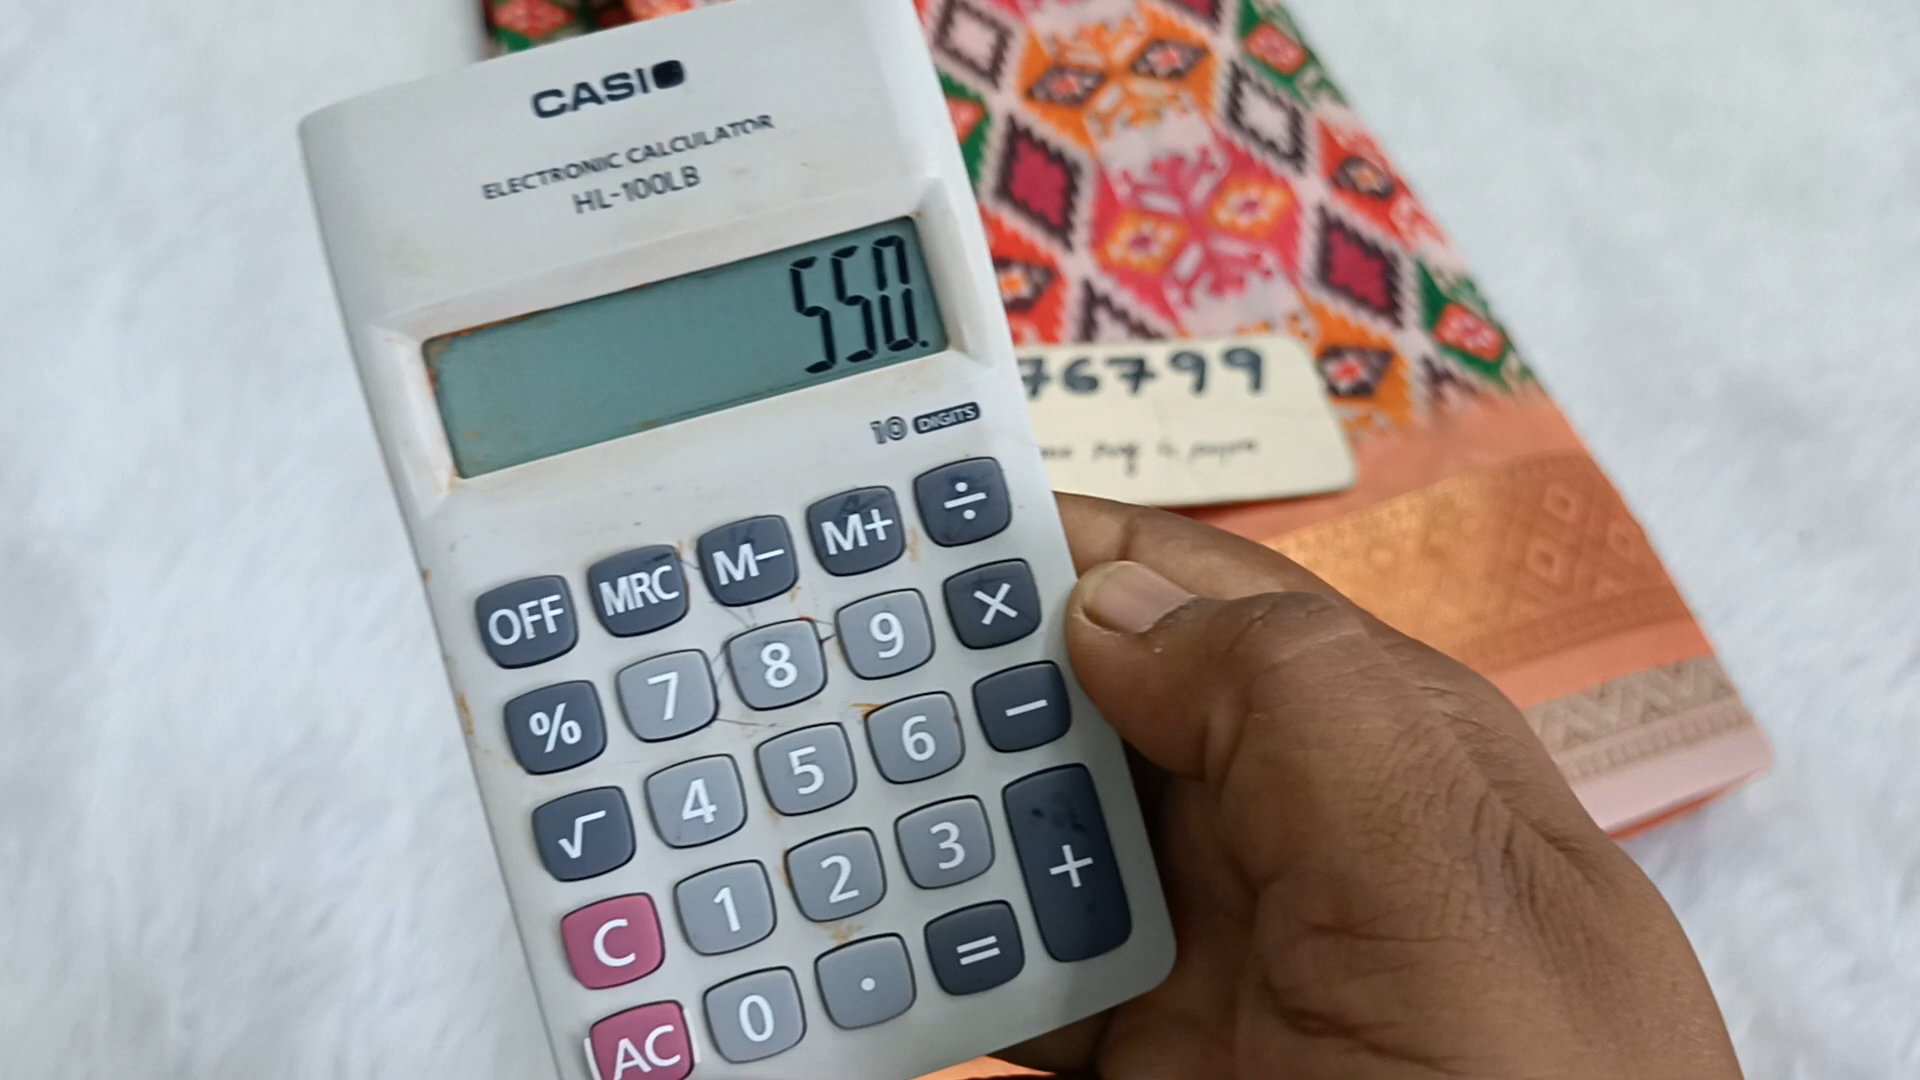 CASIO
ELECTRONIC CALCULATOR
HL-100LB
550.
10 DIGITS
76799
OFF MRC M− M+ ÷
% 7 8 9 ×
√ 4 5 6 −
C 1 2 3 +
AC 0 . =